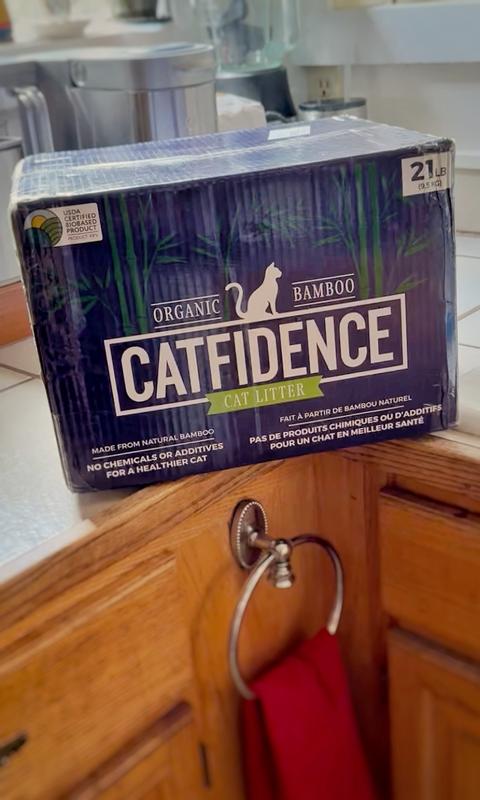 USDA
CERTIFIED
BIOBASED
PRODUCT
21 LB
(9,5 KG)
ORGANIC BAMBOO
CATFIDENCE
CAT LITTER
MADE FROM NATURAL BAMBOO
NO CHEMICALS OR ADDITIVES
FOR A HEALTHIER CAT
FAIT À PARTIR DE BAMBOU NATUREL
PAS DE PRODUITS CHIMIQUES OU D'ADDITIFS
POUR UN CHAT EN MEILLEUR SANTÉ